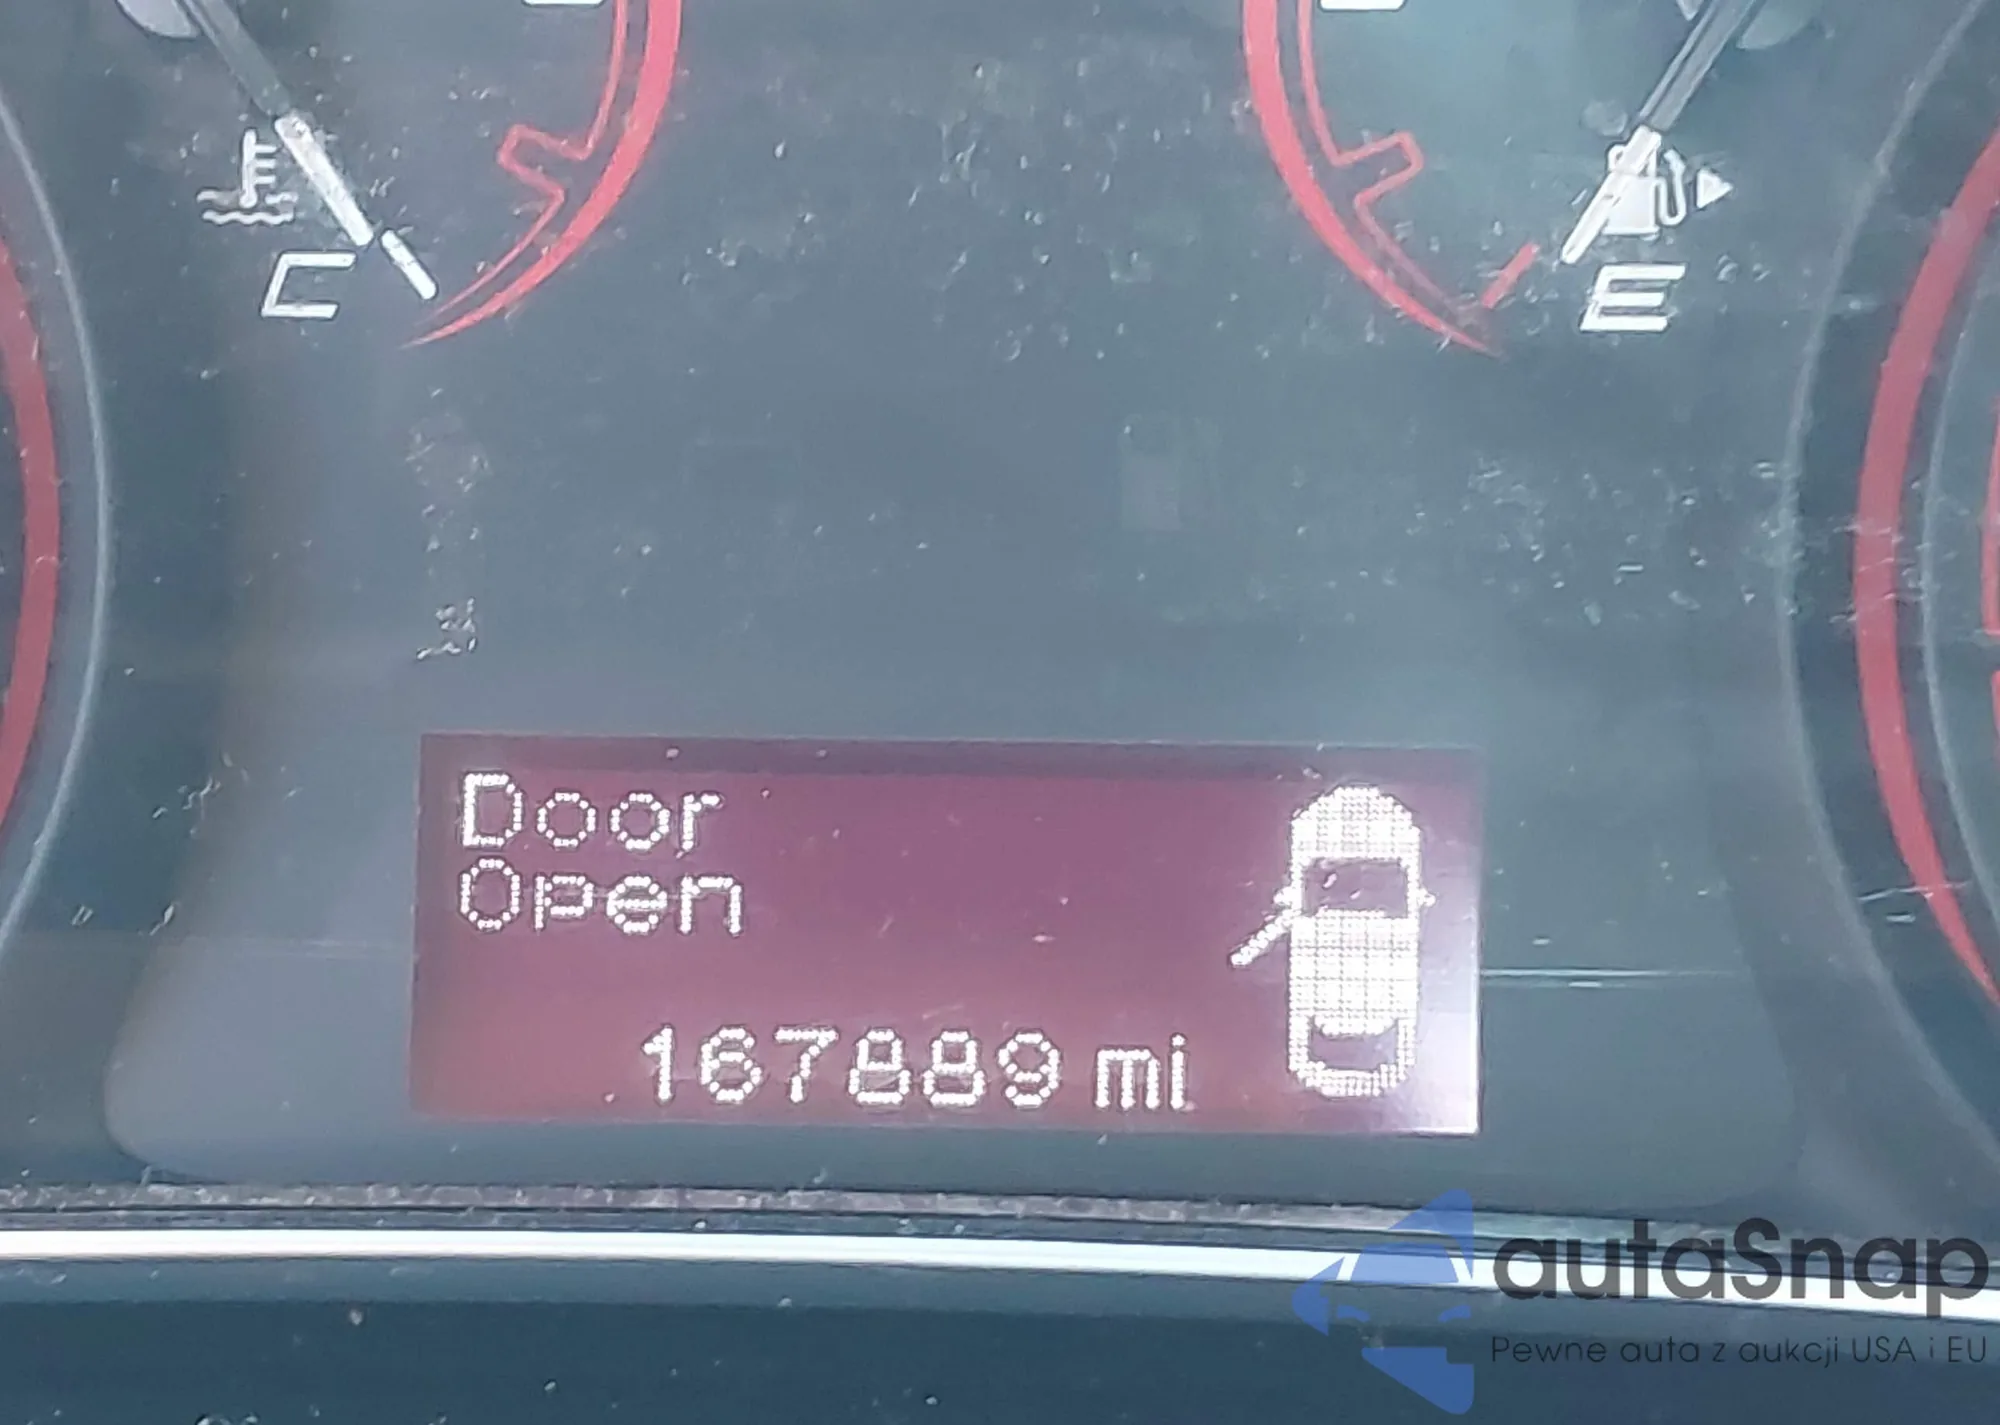 C
E
Door
Open
167889 mi
autaSnap
Pewne auta z aukcji USA i EU